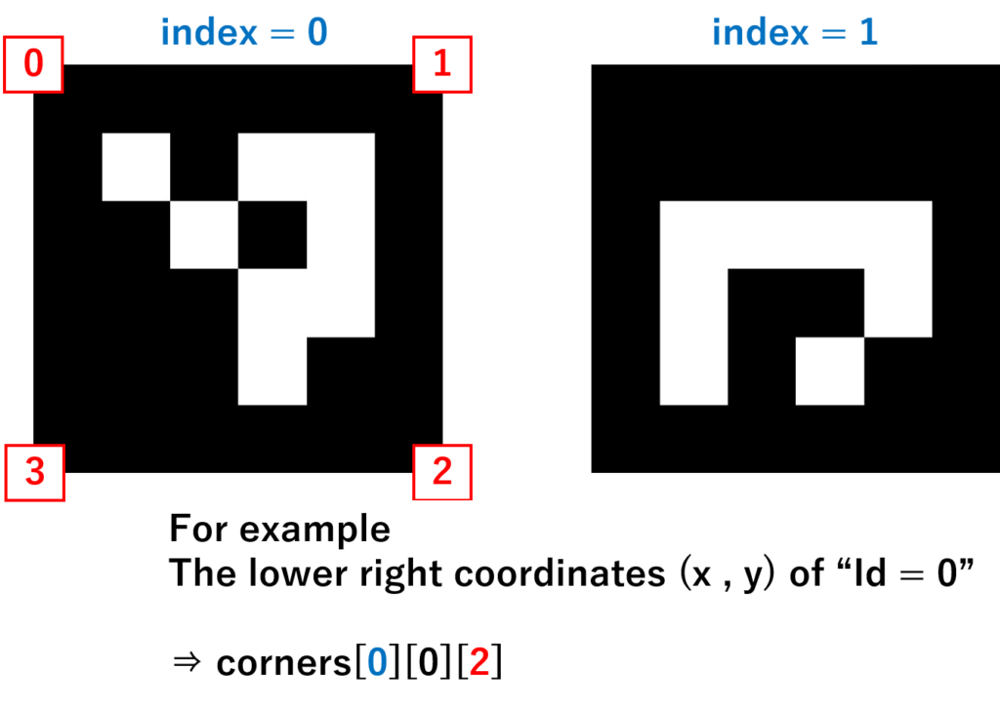 index = 0
index = 1
0
1
3
2
For example
The lower right coordinates (x , y) of “Id = 0”
⇒ corners[0][0][2]